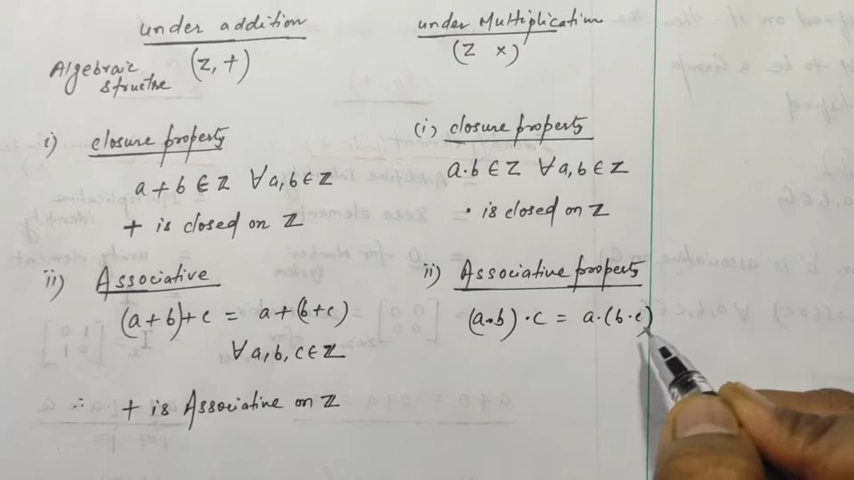 under addition
(Z, +)
Algebraic
Structre
i) closure property
a + b ∈ Z ∀ a, b ∈ Z
+ is closed on Z
ii) Associative
(a + b) + c = a + (b + c)
∀ a, b, c ∈ Z
∴ + is Associative on Z
under Multiplication
(Z ×)
(i) closure property
a . b ∈ Z ∀ a, b ∈ Z
· is closed on Z
ii) Associative property
(a · b) · c = a · (b · c)